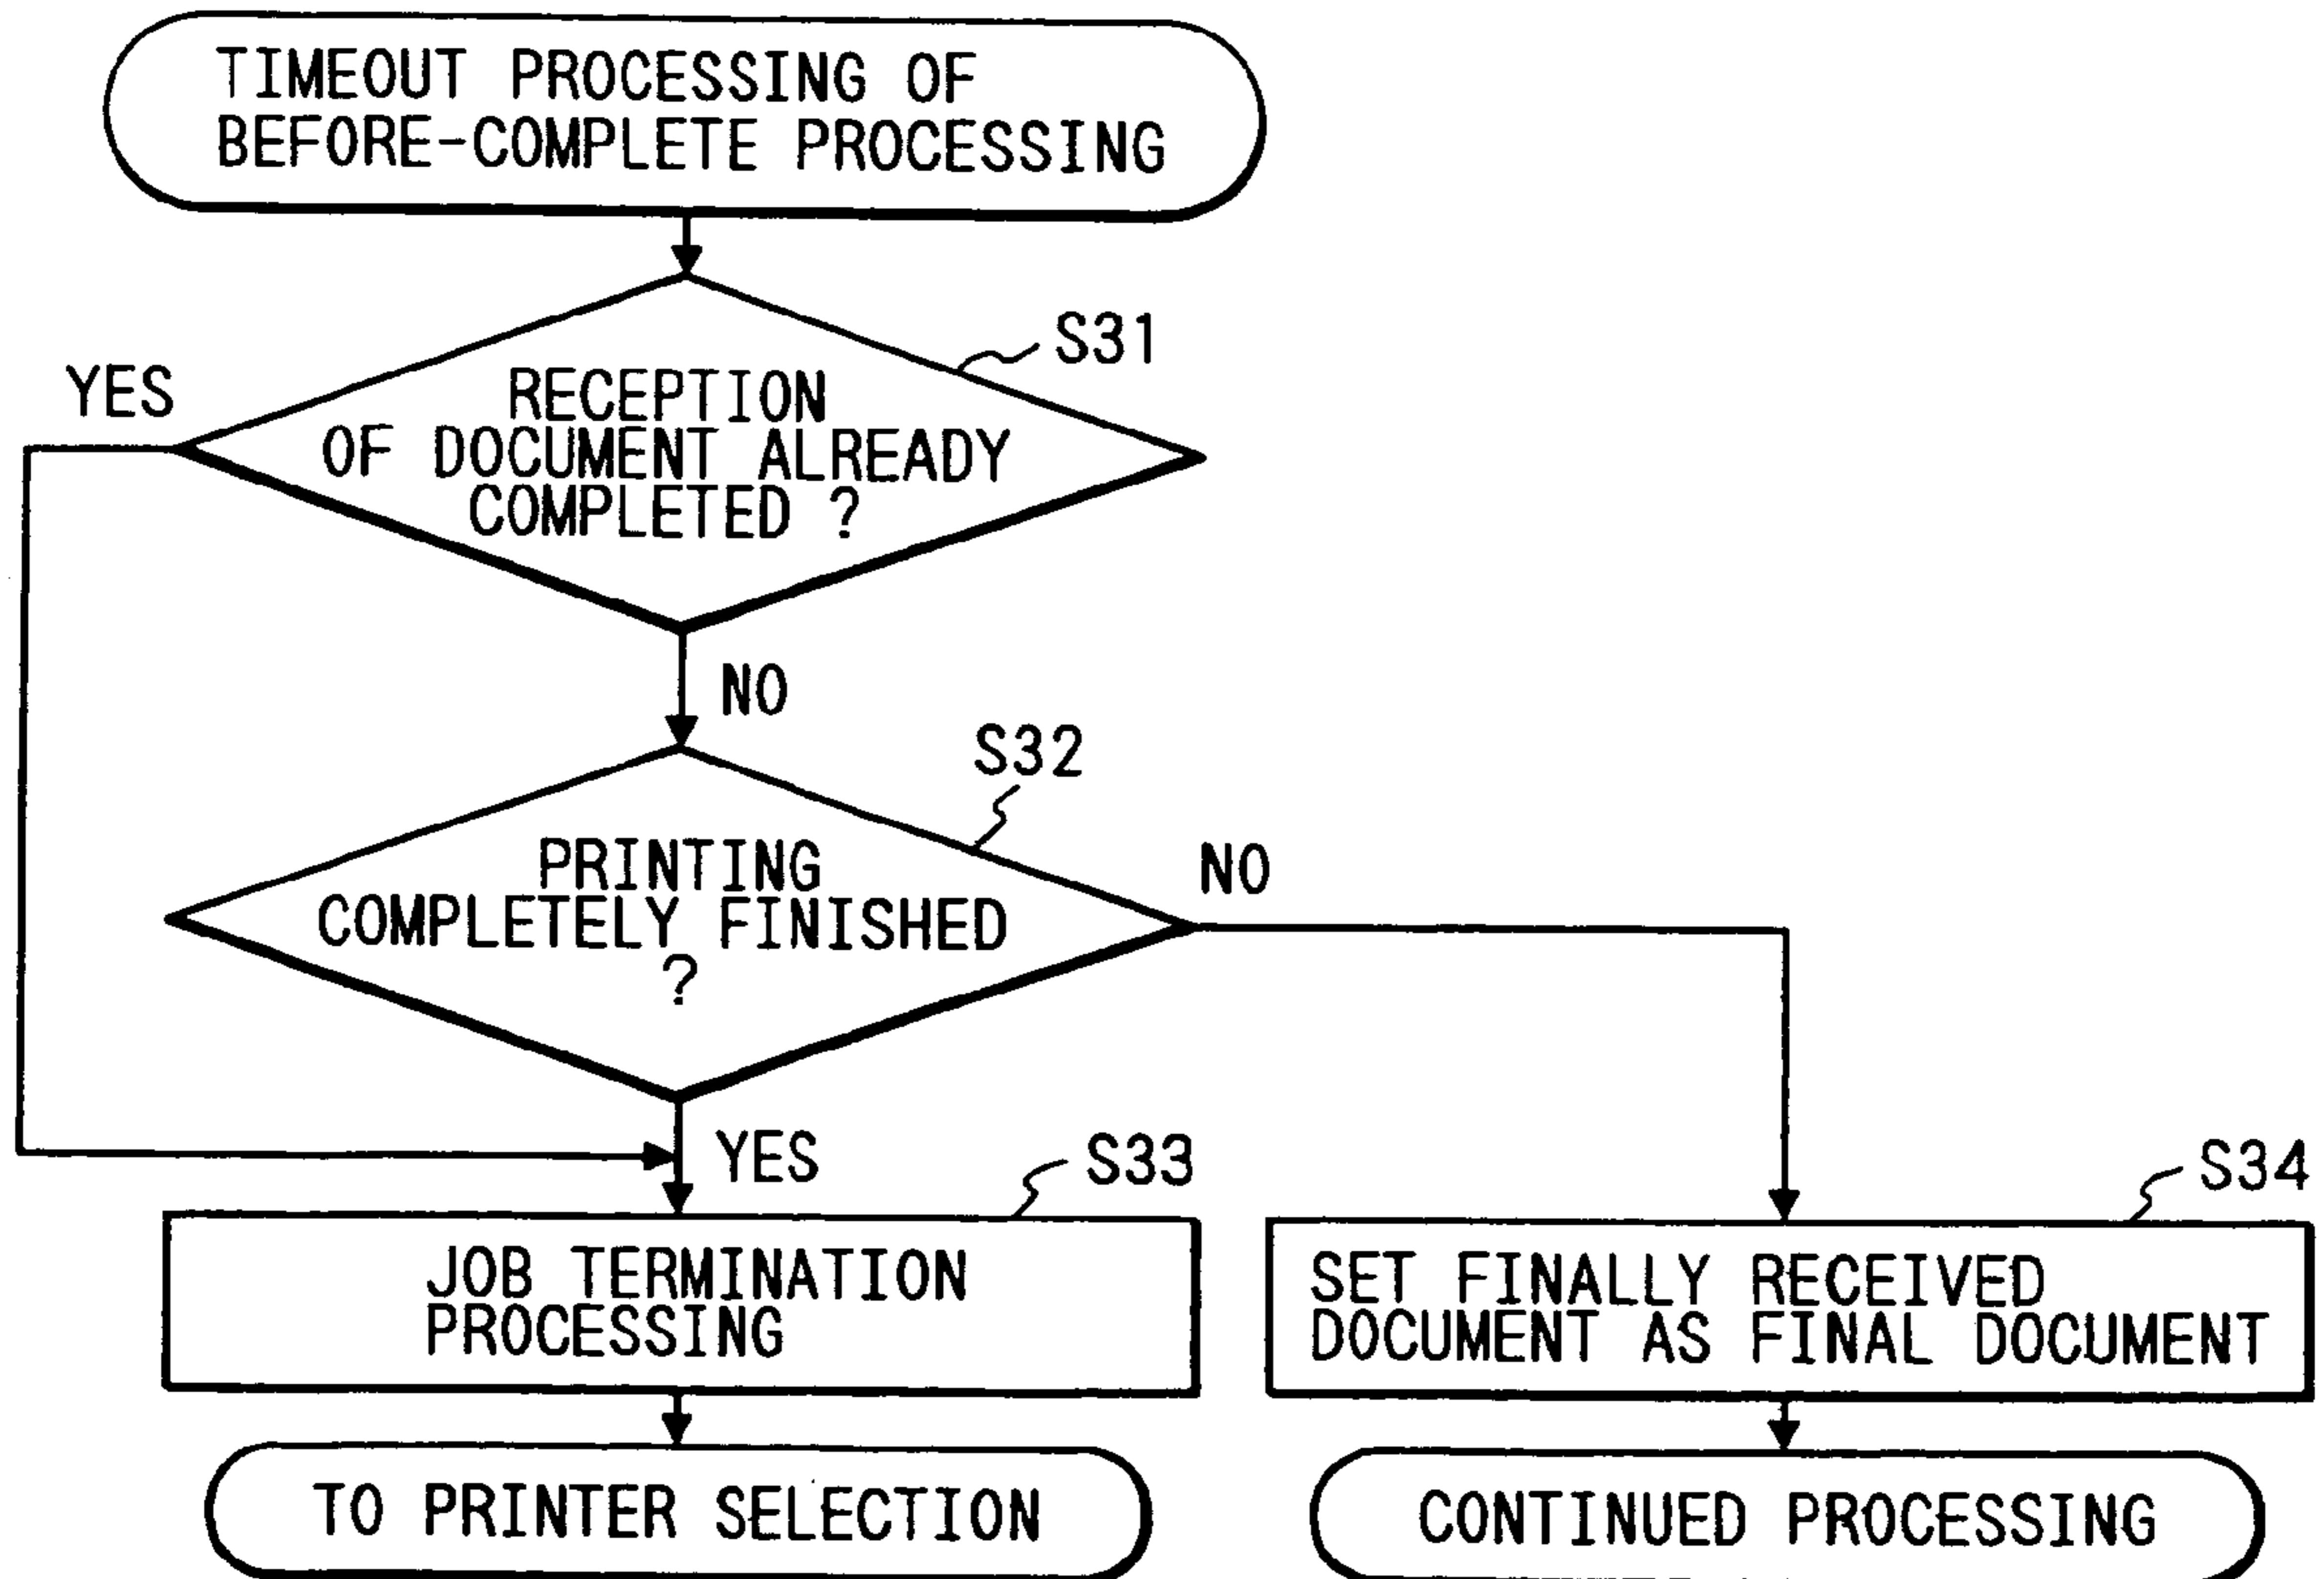 TIMEOUT PROCESSING OF
BEFORE-COMPLETE PROCESSING
S31
YES
RECEPTION
OF DOCUMENT ALREADY
COMPLETED ?
NO
S32
PRINTING
COMPLETELY FINISHED
?
NO
YES
S33
S34
JOB TERMINATION
PROCESSING
SET FINALLY RECEIVED
DOCUMENT AS FINAL DOCUMENT
TO PRINTER SELECTION
CONTINUED PROCESSING